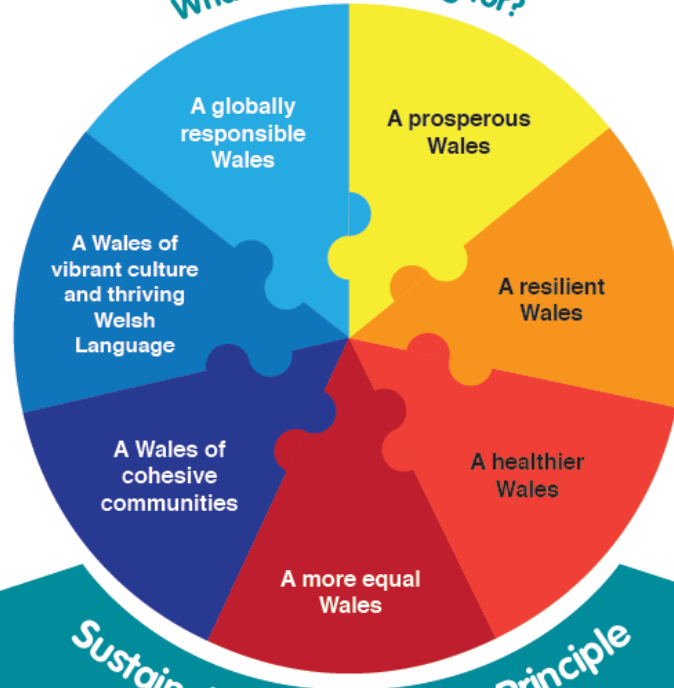 for?
A prosperous
Wales
A resilient
Wales
A healthier
Wales
A more equal
Wales
A Wales of
cohesive
communities
A Wales of
vibrant culture
and thriving
Welsh
Language
A globally
responsible
Wales
Principle